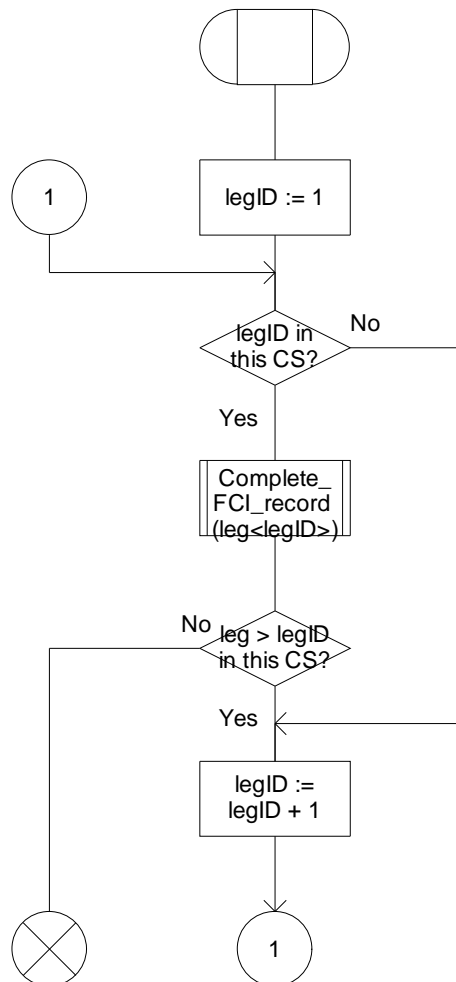 1
legID := 1
legID in
this CS?
No
Yes
Complete_
FCI_record
(leg<legID>)
No
leg > legID
in this CS?
Yes
legID :=
legID + 1
1